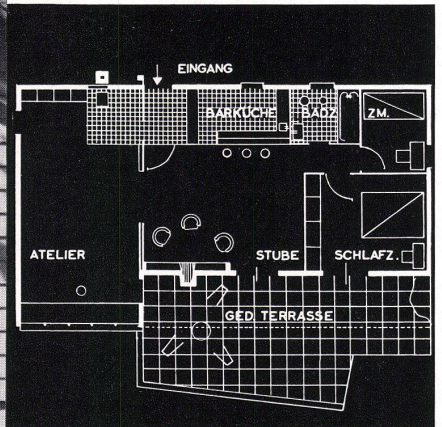 EINGANG
BARKÜCHE BADZ. ZM.
ATELIER STUBE SCHLAFZ.
GED. TERRASSE